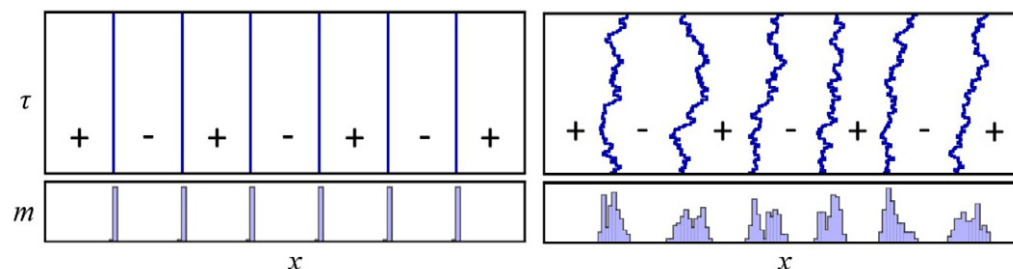 τ
+ - + - + - +
+ - + - + - +
m
x
x